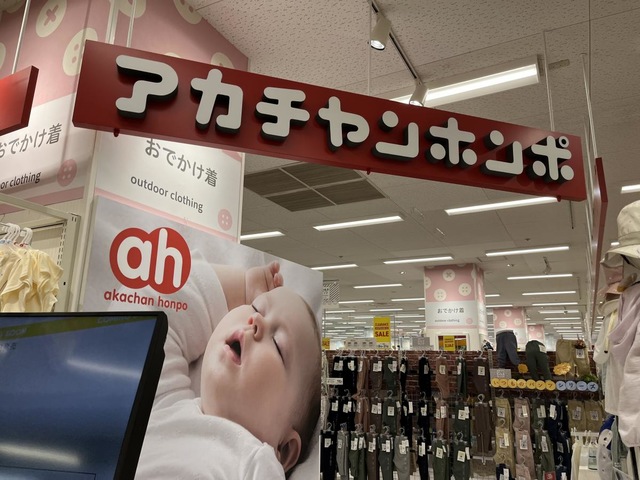 アカチャンホンポ
おでかけ着
outdoor clothing
おでかけ着
outdoor clothing
ah
akachan honpo
おでかけ着
SALE